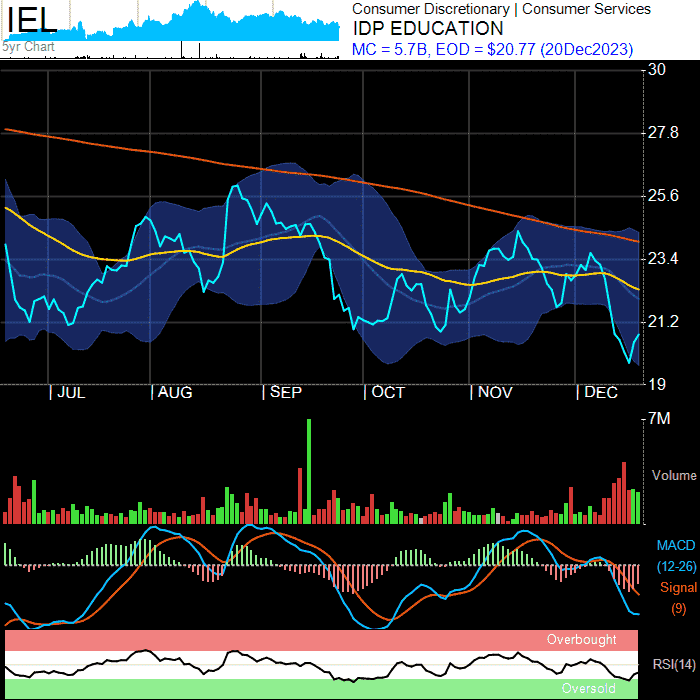 IEL
5yr Chart
Consumer Discretionary | Consumer Services
IDP EDUCATION
MC = 5.7B, EOD = $20.77 (20Dec2023)
30
27.8
25.6
23.4
21.2
19
| JUL | AUG | SEP | OCT | NOV | DEC
7M
Volume
MACD
(12-26)
Signal
(9)
Overbought
RSI(14)
Oversold